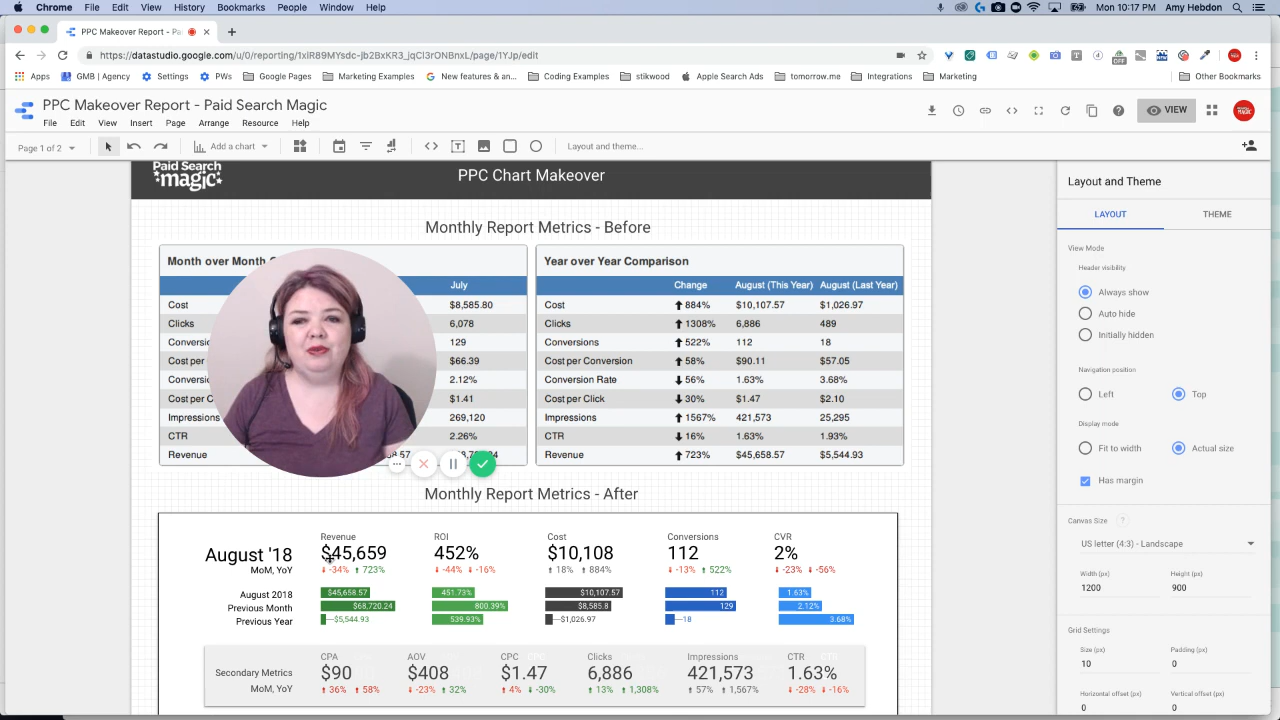 Chrome File Edit View History Bookmarks People Window Help
Mon 10:17 PM Amy Hebdon
PPC Makeover Report - Pa
https://datastudio.google.com/u/0/reporting/1xIR89MYsdc-jb2BxKR3_jqCl3rONBnxL/page/1YJp/edit
Apps GMB | Agency Settings PWs Google Pages Marketing Examples New features & an... Coding Examples stikwood Apple Search Ads tomorrow.me Integrations Marketing Other Bookmarks
PPC Makeover Report - Paid Search Magic
File Edit View Insert Page Arrange Resource Help
VIEW
Page 1 of 2 Add a chart Layout and theme...
Paid Search
magic
PPC Chart Makeover
Monthly Report Metrics - Before
Month over Month
July
$8,585.80
Cost
Clicks 6,078
Conversion 129
Cost per $66.39
Conversi 2.12%
Cost per C $1.41
Impressions 269,120
CTR 2.26%
Revenue
Year over Year Comparison
Change August (This Year) August (Last Year)
Cost 884% $10,107.57 $1,026.97
Clicks 1308% 6,886 489
Conversions 522% 112 18
Cost per Conversion 58% $90.11 $57.05
Conversion Rate 56% 1.63% 3.68%
Cost per Click 30% $1.47 $2.10
Impressions 1567% 421,573 25,295
CTR 16% 1.63% 1.93%
Revenue 723% $45,658.57 $5,544.93
Monthly Report Metrics - After
Revenue ROI Cost Conversions CVR
August '18 $45,659 452% $10,108 112 2%
MoM, YoY -34% 723% -44% -16% 18% 884% -13% 522% -23% -56%
August 2018 $45,658.57 451.73% $10,107.57 112 1.63%
Previous Month $68,720.24 800.39% $8,585.8 129 2.12%
Previous Year $5,544.93 539.93% $1,026.97 18 3.68%
CPA AOV CPC Clicks Impressions CTR
Secondary Metrics $90 $408 $1.47 6,886 421,573 1.63%
MoM, YoY 36% 58% -23% 32% 4% -30% 13% 1,308% 57% 1,567% -28% -16%
Layout and Theme
LAYOUT THEME
View Mode
Header visibility
Always show
Auto hide
Initially hidden
Navigation position
Left Top
Display mode
Fit to width Actual size
Has margin
Canvas Size ?
US letter (4:3) - Landscape
Width (px) Height (px)
1200 900
Grid Settings
Size (px) Padding (px)
10 0
Horizontal offset (px) Vertical offset (px)
0 0